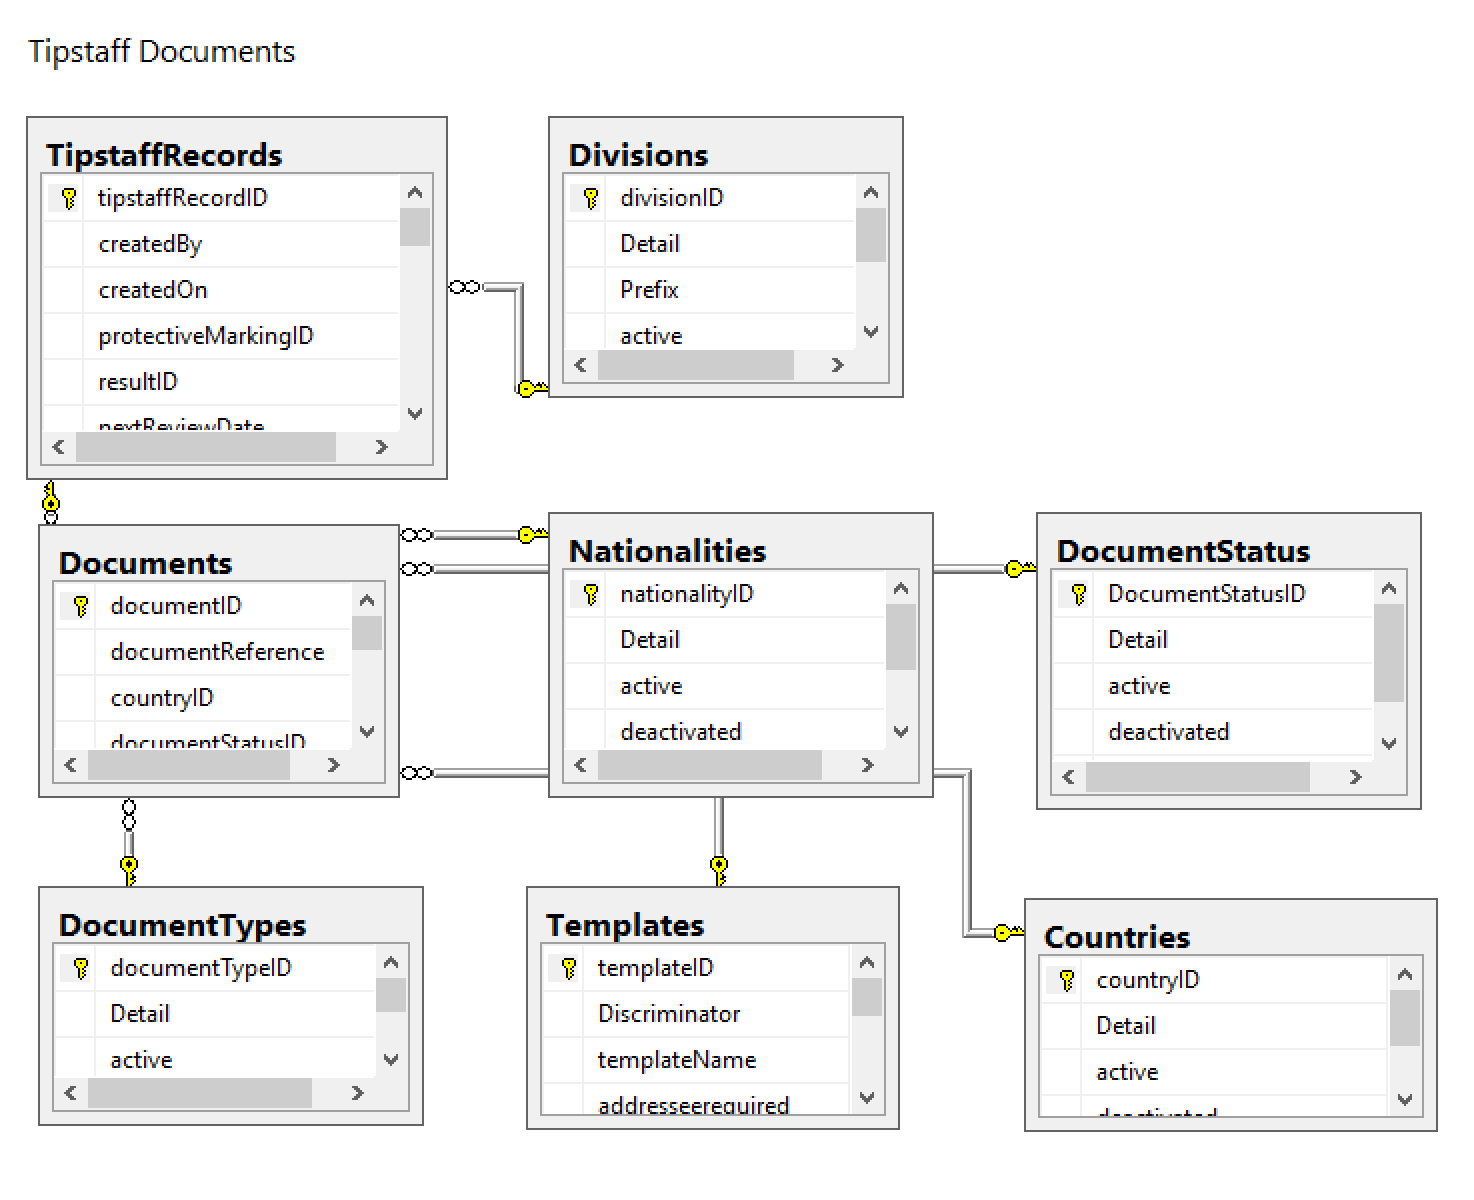 Tipstaff Documents
TipstaffRecords
tipstaffRecordID
createdBy
createdOn
protectiveMarkingID
resultID
nextReviewDate
Divisions
divisionID
Detail
Prefix
active
Documents
documentID
documentReference
countryID
documentStatusID
Nationalities
nationalityID
Detail
active
deactivated
DocumentStatus
DocumentStatusID
Detail
active
deactivated
DocumentTypes
documentTypeID
Detail
active
Templates
templateID
Discriminator
templateName
addresseerequired
Countries
countryID
Detail
active
deactivated